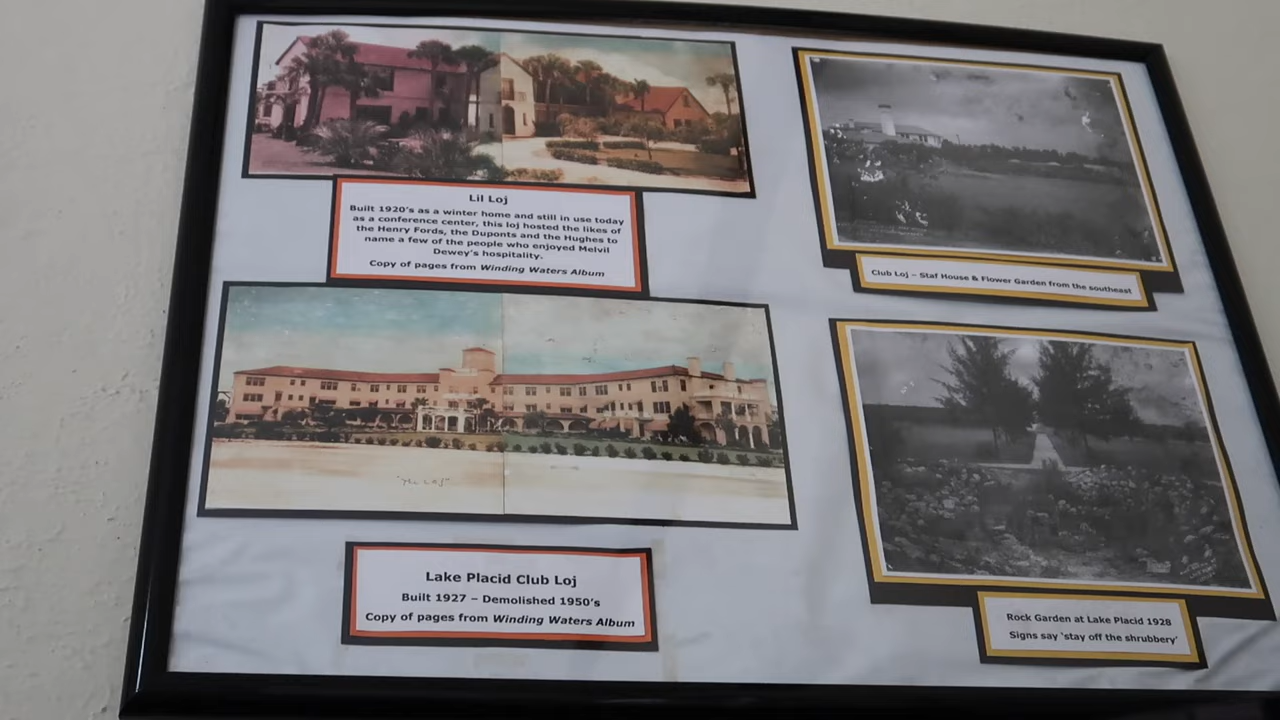 Lil Loj
Built 1920's as a winter home and still in use today
as a conference center, this loj hosted the likes of
the Henry Fords, the Duponts and the Hughes to
name a few of the people who enjoyed Melvil
Dewey's hospitality.
Copy of pages from Winding Waters Album
Lake Placid Club Loj
Built 1927 – Demolished 1950's
Copy of pages from Winding Waters Album
Club Loj – Staf House & Flower Garden from the southeast
Rock Garden at Lake Placid 1928
Signs say 'stay off the shrubbery'